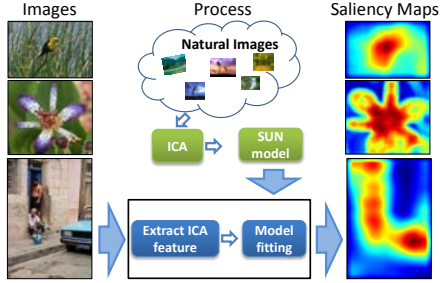 Images
Process
Saliency Maps
Natural Images
ICA
SUN
model
Extract ICA
feature
Model
fitting